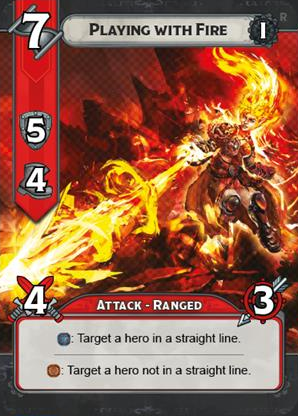 7
PLAYING WITH FIRE
I
R
5
4
4
ATTACK - RANGED
3
: Target a hero in a straight line.
: Target a hero not in a straight line.